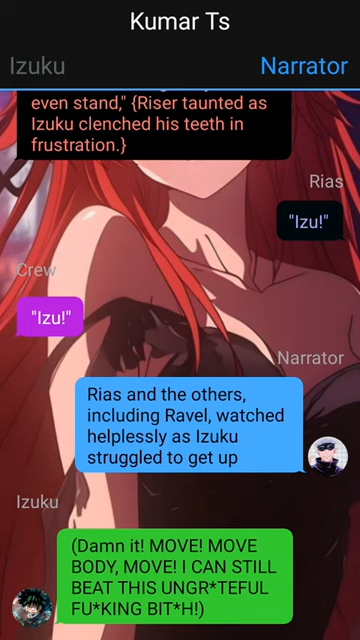 Kumar Ts
Izuku
Narrator
even stand," {Riser taunted as
Izuku clenched his teeth in
frustration.}
Rias
"Izu!"
Crew
"Izu!"
Narrator
Rias and the others,
including Ravel, watched
helplessly as Izuku
struggled to get up
Izuku
(Damn it! MOVE! MOVE
BODY, MOVE! I CAN STILL
BEAT THIS UNGR*TEFUL
FU*KING BIT*H!)